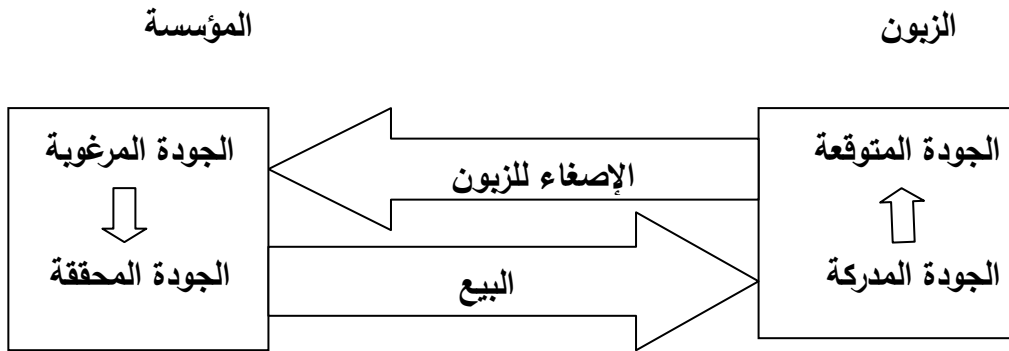 الزبون
المؤسسة
الجودة المتوقعة
الجودة المرغوبة
الإصغاء للزبون
الجودة المدركة
الجودة المحققة
البيع